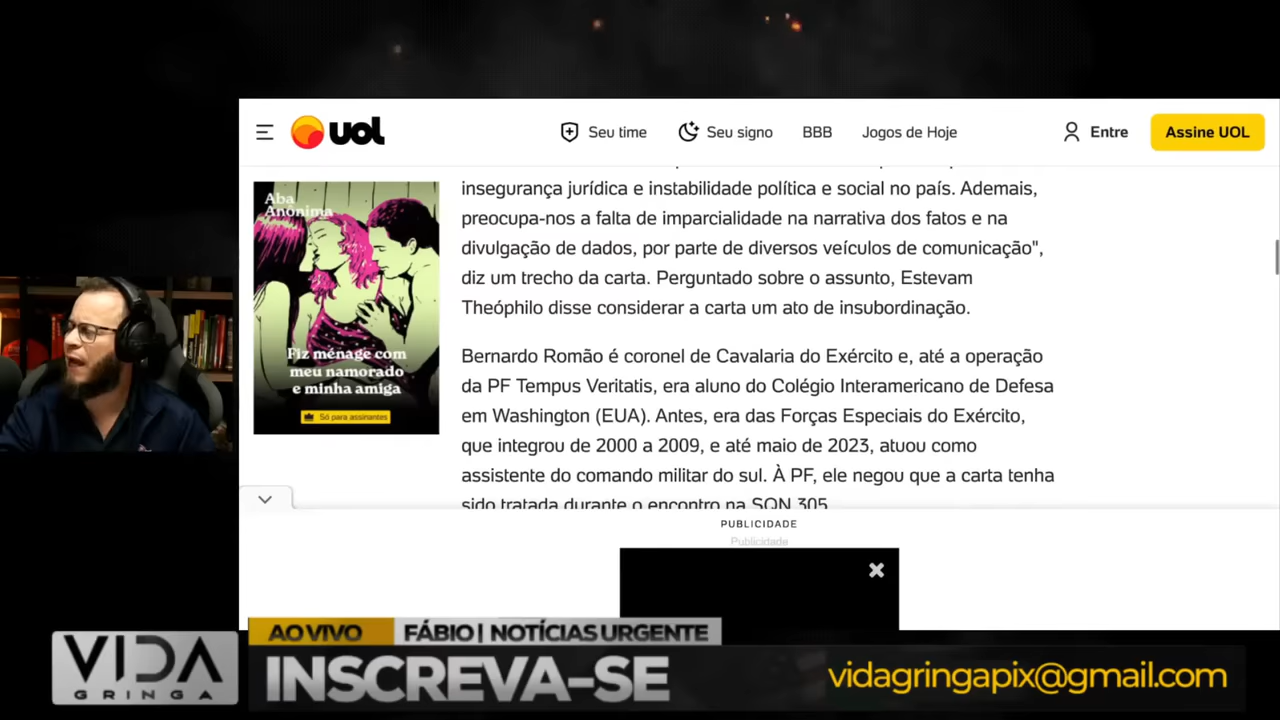 uol
Seu time
Seu signo
BBB
Jogos de Hoje
Entre
Assine UOL
Aba
Anônima
Fiz ménage com
meu namorado
e minha amiga
Só para assinantes
insegurança jurídica e instabilidade política e social no país. Ademais,
preocupa-nos a falta de imparcialidade na narrativa dos fatos e na
divulgação de dados, por parte de diversos veículos de comunicação",
diz um trecho da carta. Perguntado sobre o assunto, Estevam
Theóphilo disse considerar a carta um ato de insubordinação.
Bernardo Romão é coronel de Cavalaria do Exército e, até a operação
da PF Tempus Veritatis, era aluno do Colégio Interamericano de Defesa
em Washington (EUA). Antes, era das Forças Especiais do Exército,
que integrou de 2000 a 2009, e até maio de 2023, atuou como
assistente do comando militar do sul. À PF, ele negou que a carta tenha
sido tratada durante o encontro na SQN 305
PUBLICIDADE
Publicidade
AO VIVO
FÁBIO | NOTÍCIAS URGENTE
VIDA
GRINGA
INSCREVA-SE
vidagringapix@gmail.com